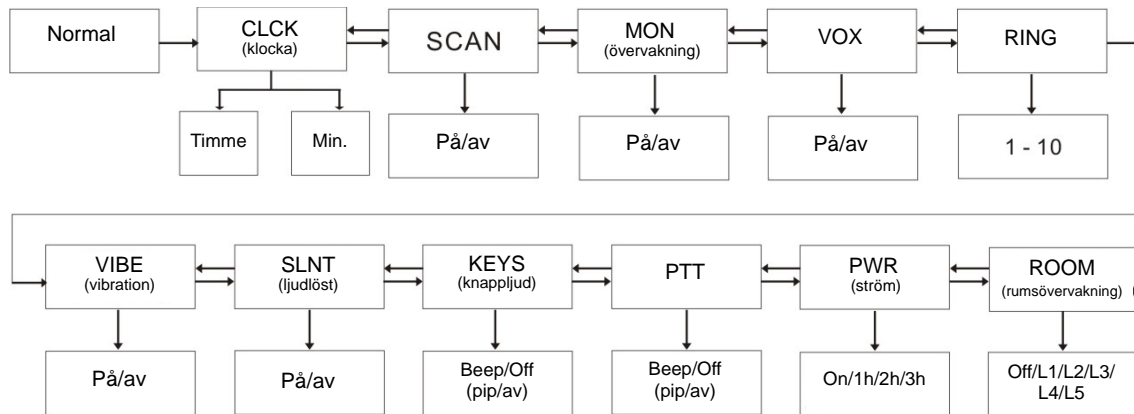 Normal
CLCK
(klocka)
SCAN
MON
(övervakning)
VOX
RING
Timme
Min.
På/av
På/av
På/av
1 - 10
VIBE
(vibration)
SLNT
(ljudlöst)
KEYS
(knappljud)
PTT
PWR
(ström)
ROOM
(rumsövervakning)
På/av
På/av
Beep/Off
(pip/av)
Beep/Off
(pip/av)
On/1h/2h/3h
Off/L1/L2/L3/
L4/L5